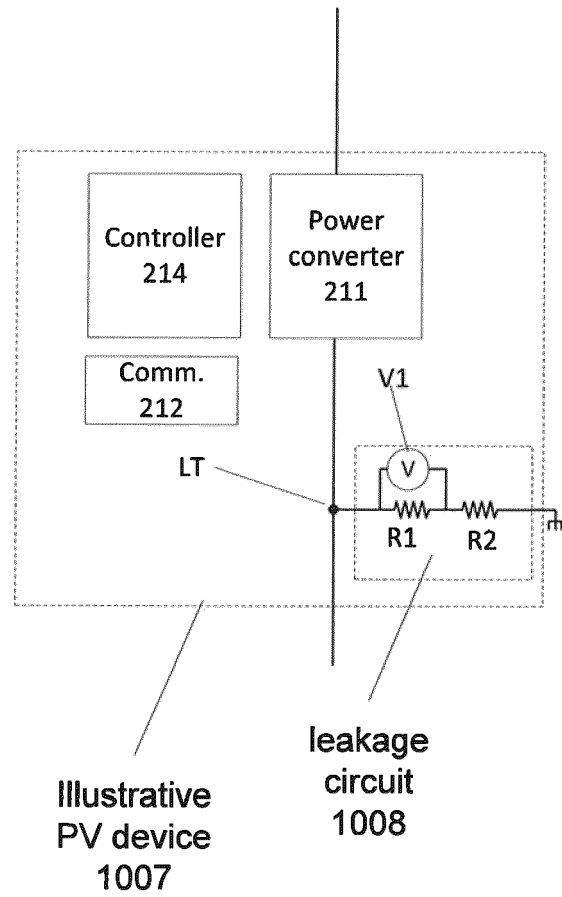 Controller
214
Power
converter
211
Comm.
212
V1
LT
V
R1
R2
leakage
circuit
1008
Illustrative
PV device
1007